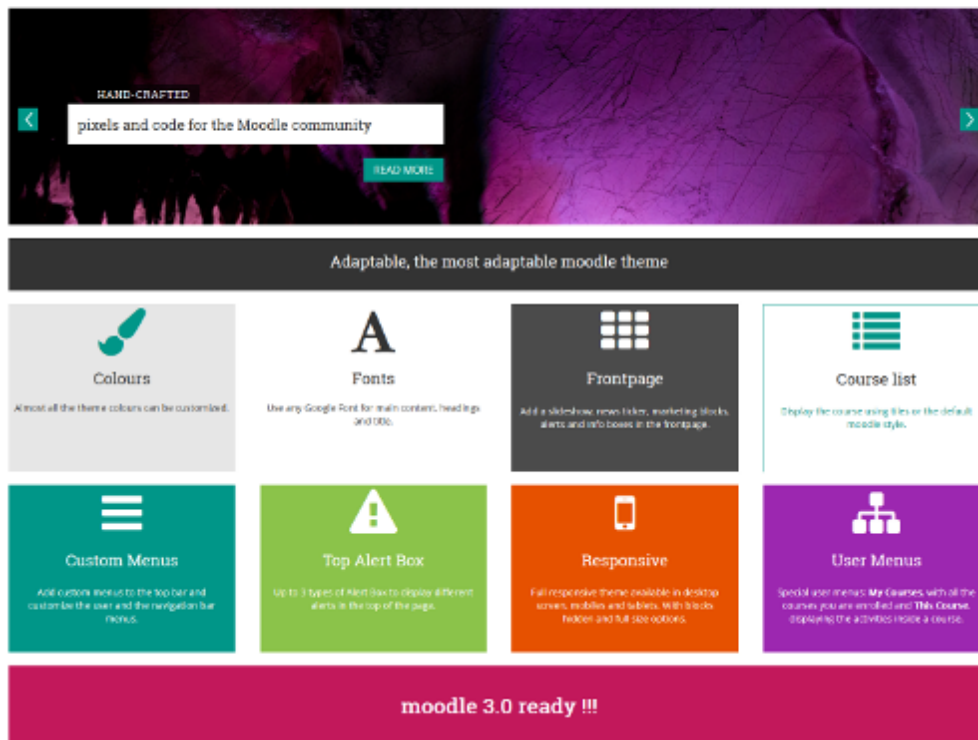 HAND-CRAFTED
pixels and code for the Moodle community
READ MORE
Adaptable, the most adaptable moodle theme
Colours
Almost all the theme colours can be customized.
Fonts
Use any Google Font for main content, headings
and title.
Frontpage
Add a slideshow, news ticker, marketing blocks,
alerts and info boxes in the frontpage.
Course list
Display the course using tiles or the default
moodle style.
Custom Menus
Add custom menus to the top bar and
customize the user and the navigation bar
menus.
Top Alert Box
Up to 3 types of Alert Box to display different
alerts in the top of the page.
Responsive
Full responsive theme available in desktop
screen, mobiles and tablets. With blocks
hidden and full size options.
User Menus
Special user menus: My Courses, with all the
courses you are enrolled and This Course,
displaying the activities inside a course.
moodle 3.0 ready !!!